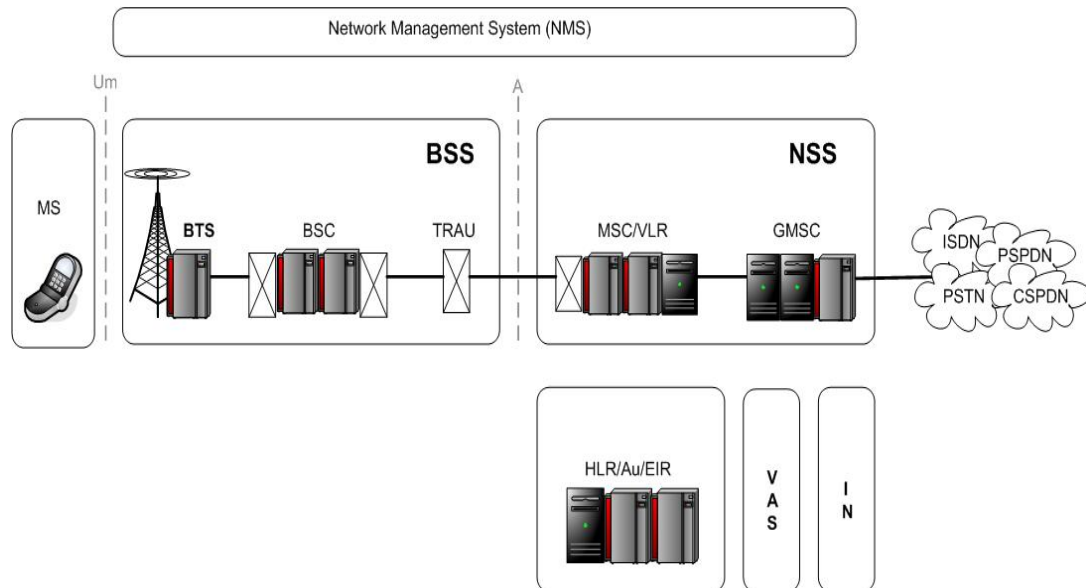 Network Management System (NMS)
Um
A
BSS
NSS
MS
BTS
BSC
TRAU
MSC/VLR
GMSC
ISDN
PSPDN
PSTN
CSPDN
HLR/Au/EIR
V
A
S
I
N